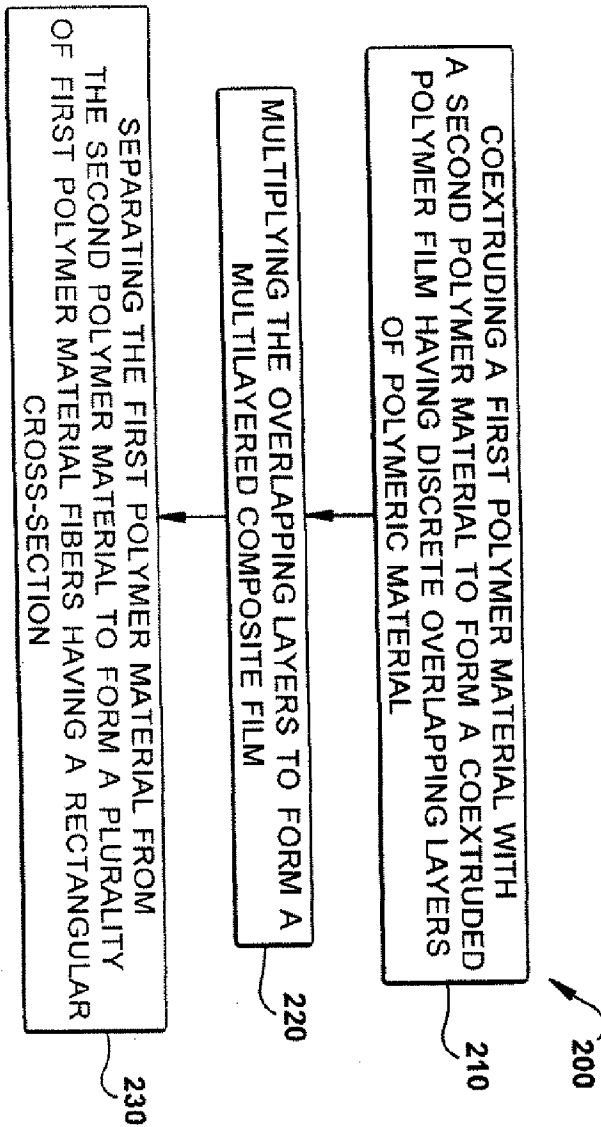 200
COEXTRUDING A FIRST POLYMER MATERIAL WITH
A SECOND POLYMER MATERIAL TO FORM A COEXTRUDED
POLYMER FILM HAVING DISCRETE OVERLAPPING LAYERS
OF POLYMERIC MATERIAL
210
MULTIPLYING THE OVERLAPPING LAYERS TO FORM A
MULTILAYERED COMPOSITE FILM
220
SEPARATING THE FIRST POLYMER MATERIAL FROM
THE SECOND POLYMER MATERIAL TO FORM A PLURALITY
OF FIRST POLYMER MATERIAL FIBERS HAVING A RECTANGULAR
CROSS-SECTION
230